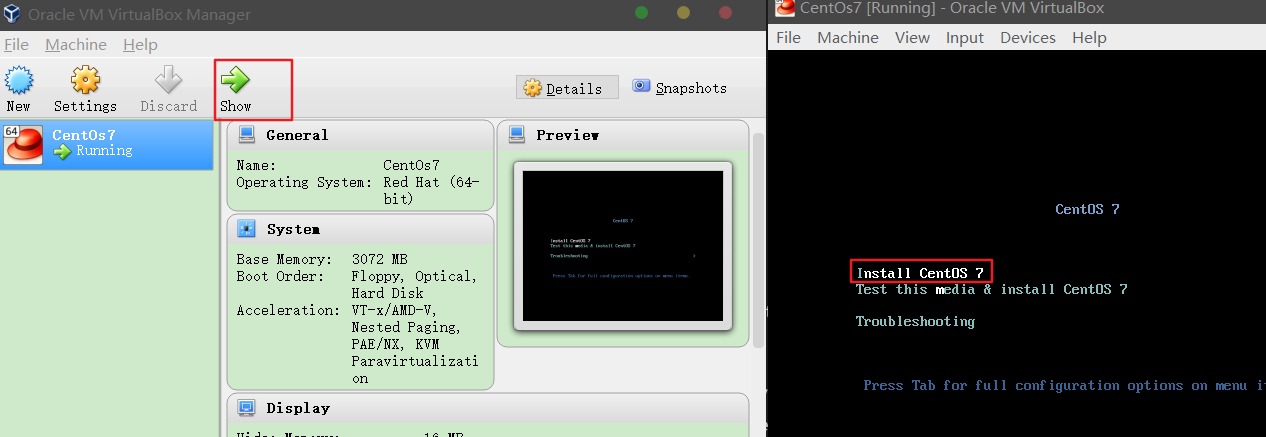 Oracle VM VirtualBox Manager
File Machine Help
New Settings Discard Show Details Snapshots
64
CentOs7
Running
General
Name: CentOs7
Operating System: Red Hat (64-
bit)
System
Base Memory: 3072 MB
Boot Order: Floppy, Optical,
Hard Disk
Acceleration: VT-x/AMD-V,
Nested Paging,
PAE/NX, KVM
Paravirtualizati
on
Display
Preview
CentOS 7
Install CentOS 7
Test this media & install CentOS 7
Troubleshooting
Press Tab for full configuration options on menu items.
CentOs7 [Running] - Oracle VM VirtualBox
File Machine View Input Devices Help
CentOS 7
Install CentOS 7
Test this media & install CentOS 7
Troubleshooting
Press Tab for full configuration options on menu i